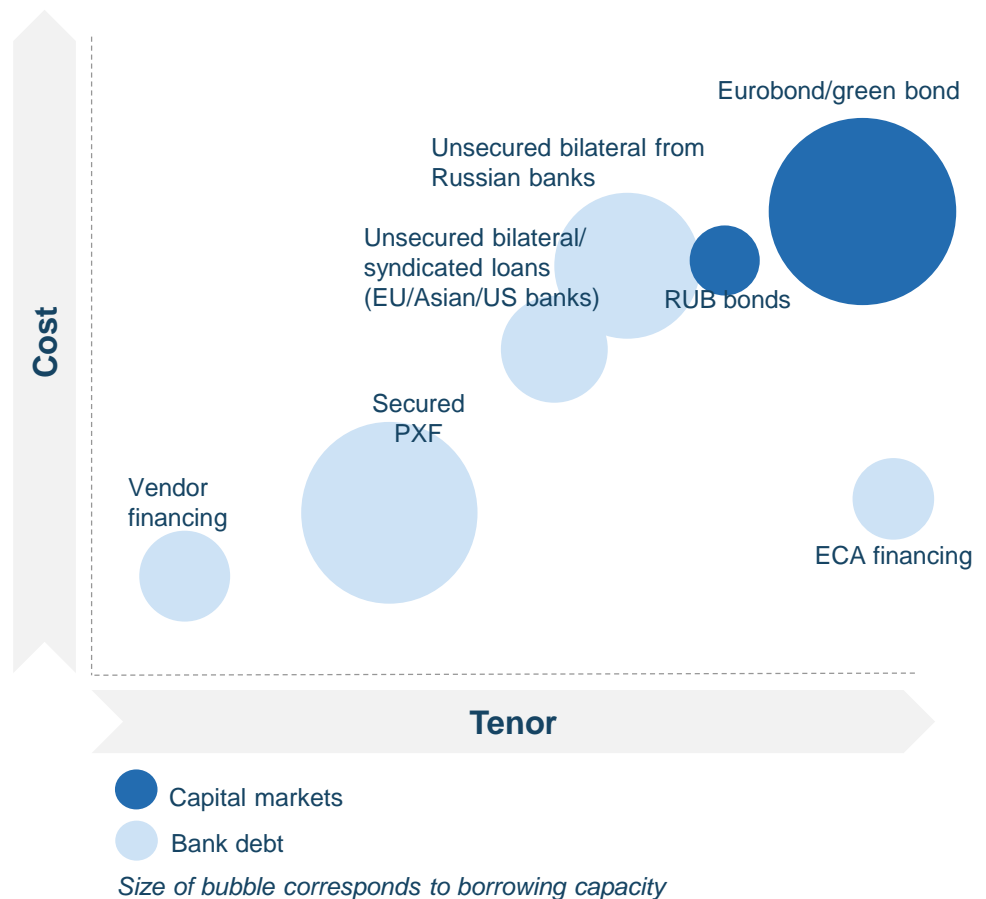 Eurobond/green bond
Unsecured bilateral from
Russian banks
Unsecured bilateral/
syndicated loans
(EU/Asian/US banks)
RUB bonds
Cost
Secured
PXF
Vendor
financing
ECA financing
Tenor
Capital markets
Bank debt
Size of bubble corresponds to borrowing capacity